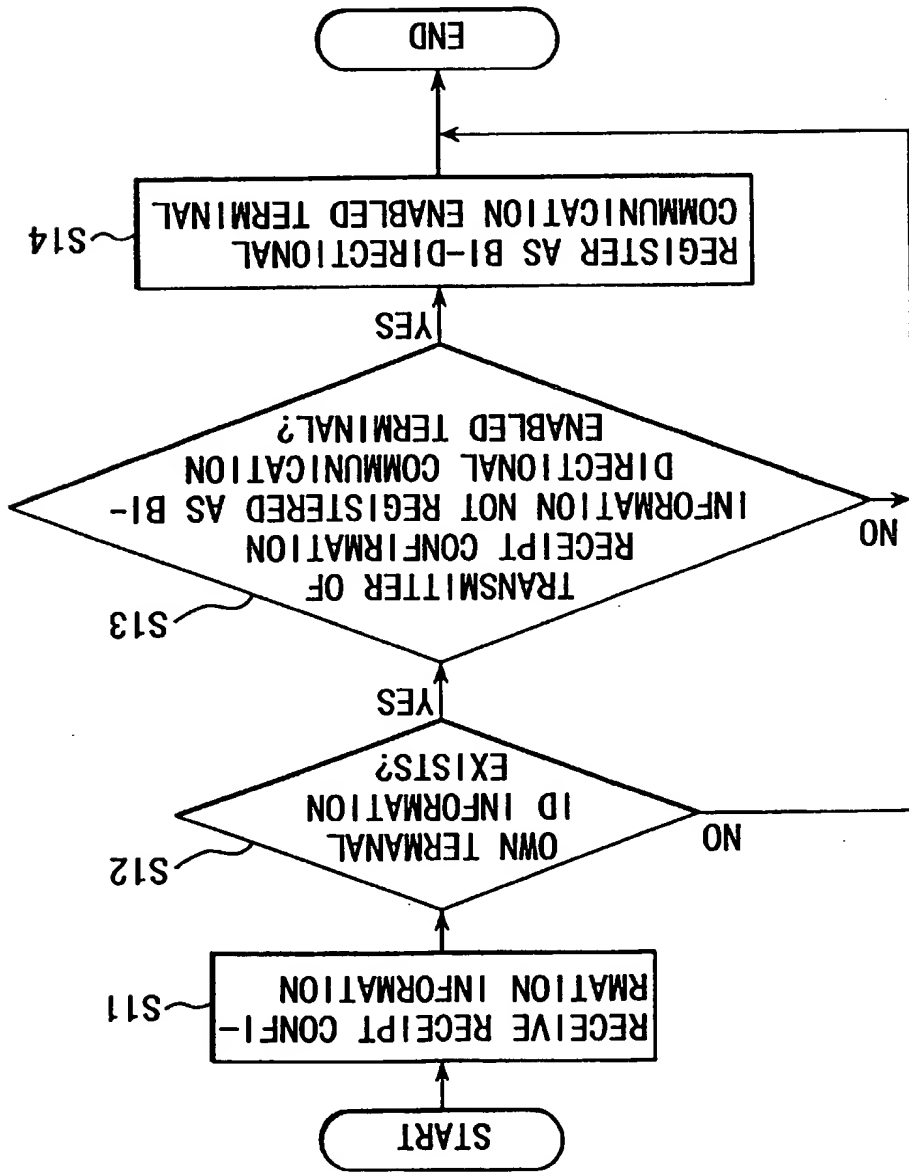 START
RECEIVE RECEIPT CONFI-
RMATION INFORMATION
S11
OWN TERMANAL
ID INFORMATION
EXISTS?
S12
NO
YES
TRANSMITTER OF
RECEIPT CONFIRMATION
INFORMATION NOT REGISTERED AS BI-
DIRECTIONAL COMMUNICATION
ENABLED TERMINAL?
S13
NO
YES
REGISTER AS BI-DIRECTIONAL
COMMUNICATION ENABLED TERMINAL
S14
END